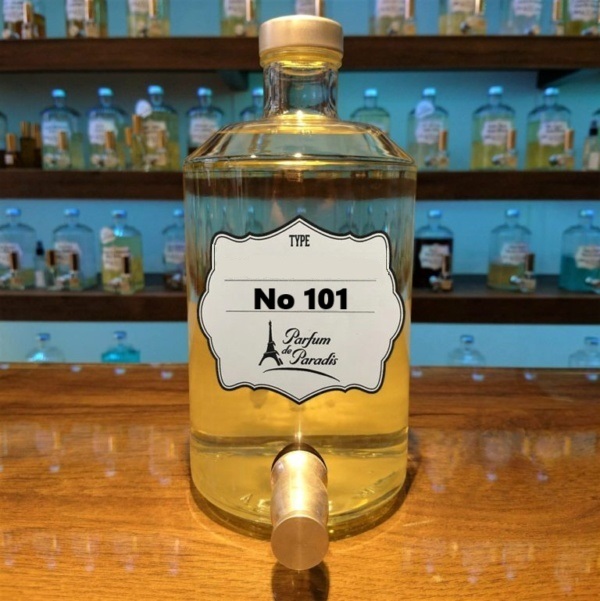 TYPE
No 101
Parfum
de
Paradis